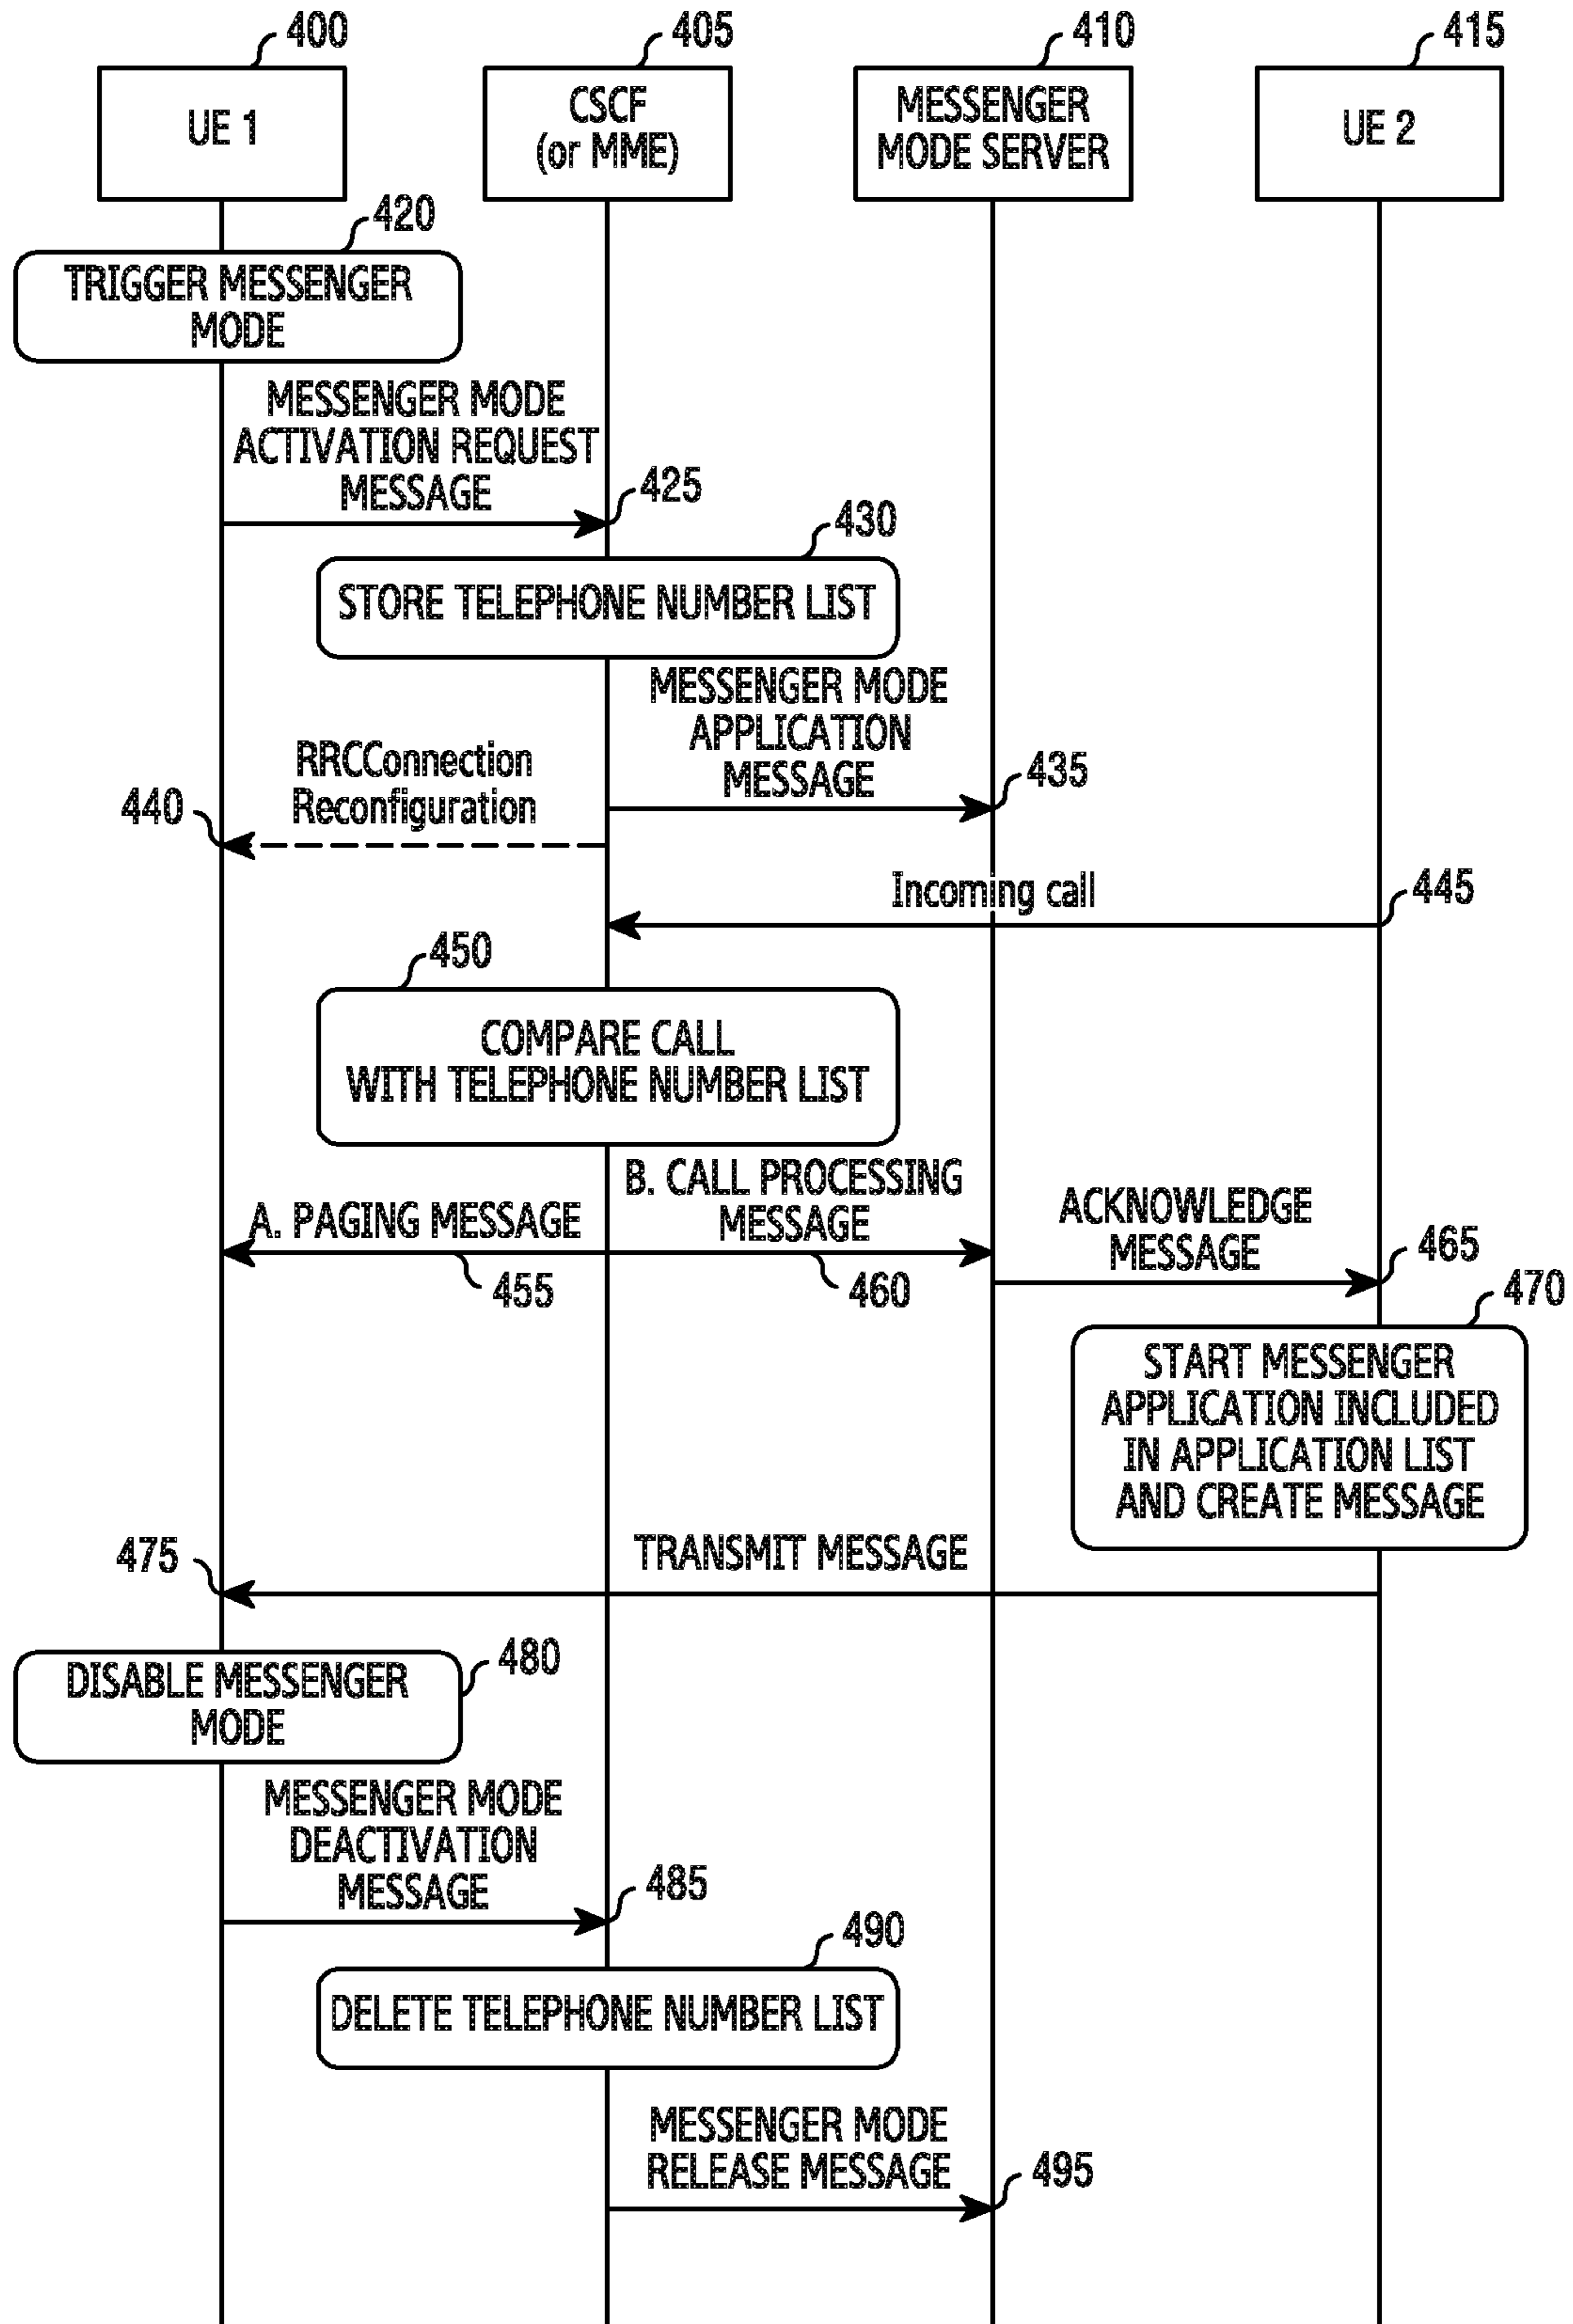 400
405
410
415
UE 1
CSCF
(or MME)
MESSENGER
MODE SERVER
UE 2
420
TRIGGER MESSENGER
MODE
MESSENGER MODE
ACTIVATION REQUEST
MESSAGE
425
430
STORE TELEPHONE NUMBER LIST
MESSENGER MODE
APPLICATION
MESSAGE
435
RRCConnection
Reconfiguration
440
Incoming call
445
450
COMPARE CALL
WITH TELEPHONE NUMBER LIST
A. PAGING MESSAGE
455
B. CALL PROCESSING
MESSAGE
460
ACKNOWLEDGE
MESSAGE
465
470
START MESSENGER
APPLICATION INCLUDED
IN APPLICATION LIST
AND CREATE MESSAGE
475
TRANSMIT MESSAGE
480
DISABLE MESSENGER
MODE
MESSENGER MODE
DEACTIVATION
MESSAGE
485
490
DELETE TELEPHONE NUMBER LIST
MESSENGER MODE
RELEASE MESSAGE
495